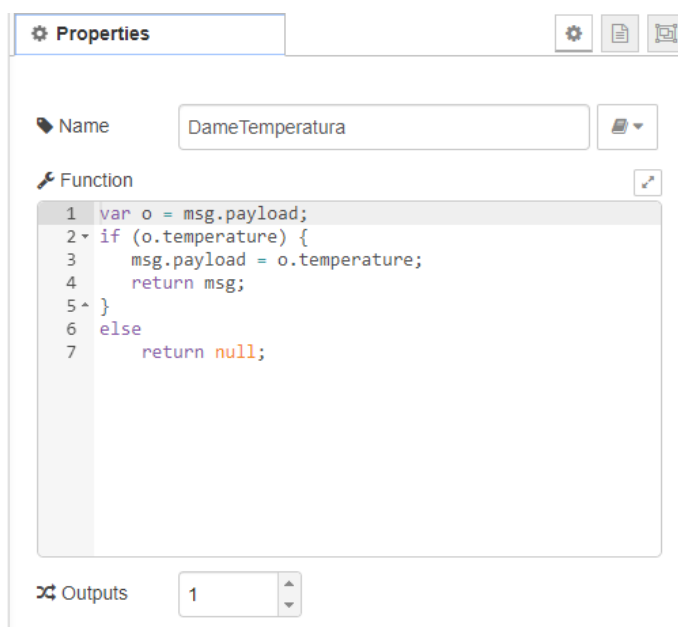 Properties
Name
DameTemperatura
Function
1 var o = msg.payload;
2 if (o.temperature) {
3 msg.payload = o.temperature;
4 return msg;
5 }
6 else
7 return null;
Outputs
1